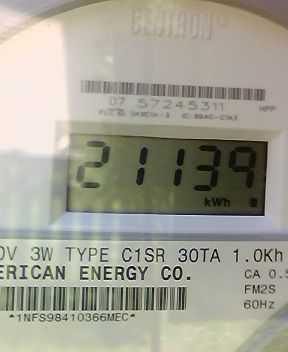 CENTRON
07 57245311
HPP
21139
kWh
0V 3W TYPE C1SR 30TA 1.0Kh
ERICAN ENERGY CO.
CA 0.5
FM2S
60Hz
*1NFS98410366MEC*